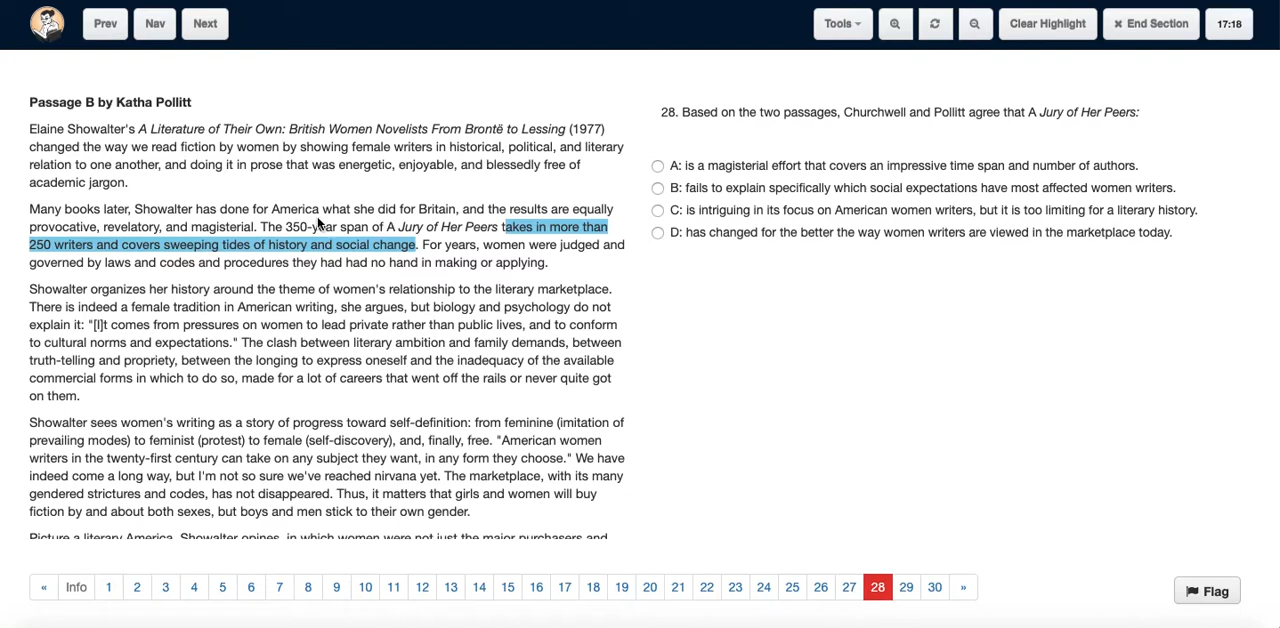 Prev
Nav
Next
Tools
Clear Highlight
✖ End Section
17:18
Passage B by Katha Pollitt
Elaine Showalter's A Literature of Their Own: British Women Novelists From Brontë to Lessing (1977)
changed the way we read fiction by women by showing female writers in historical, political, and literary
relation to one another, and doing it in prose that was energetic, enjoyable, and blessedly free of
academic jargon.
Many books later, Showalter has done for America what she did for Britain, and the results are equally
provocative, revelatory, and magisterial. The 350-year span of A Jury of Her Peers takes in more than
250 writers and covers sweeping tides of history and social change. For years, women were judged and
governed by laws and codes and procedures they had had no hand in making or applying.
Showalter organizes her history around the theme of women's relationship to the literary marketplace.
There is indeed a female tradition in American writing, she argues, but biology and psychology do not
explain it: "[I]t comes from pressures on women to lead private rather than public lives, and to conform
to cultural norms and expectations." The clash between literary ambition and family demands, between
truth-telling and propriety, between the longing to express oneself and the inadequacy of the available
commercial forms in which to do so, made for a lot of careers that went off the rails or never quite got
on them.
Showalter sees women's writing as a story of progress toward self-definition: from feminine (imitation of
prevailing modes) to feminist (protest) to female (self-discovery), and, finally, free. "American women
writers in the twenty-first century can take on any subject they want, in any form they choose." We have
indeed come a long way, but I'm not so sure we've reached nirvana yet. The marketplace, with its many
gendered strictures and codes, has not disappeared. Thus, it matters that girls and women will buy
fiction by and about both sexes, but boys and men stick to their own gender.
Picture a literary America, Showalter opines, in which women were not just the major purchasers and
28. Based on the two passages, Churchwell and Pollitt agree that A Jury of Her Peers:
A: is a magisterial effort that covers an impressive time span and number of authors.
B: fails to explain specifically which social expectations have most affected women writers.
C: is intriguing in its focus on American women writers, but it is too limiting for a literary history.
D: has changed for the better the way women writers are viewed in the marketplace today.
« Info 1 2 3 4 5 6 7 8 9 10 11 12 13 14 15 16 17 18 19 20 21 22 23 24 25 26 27 28 29 30 »
Flag